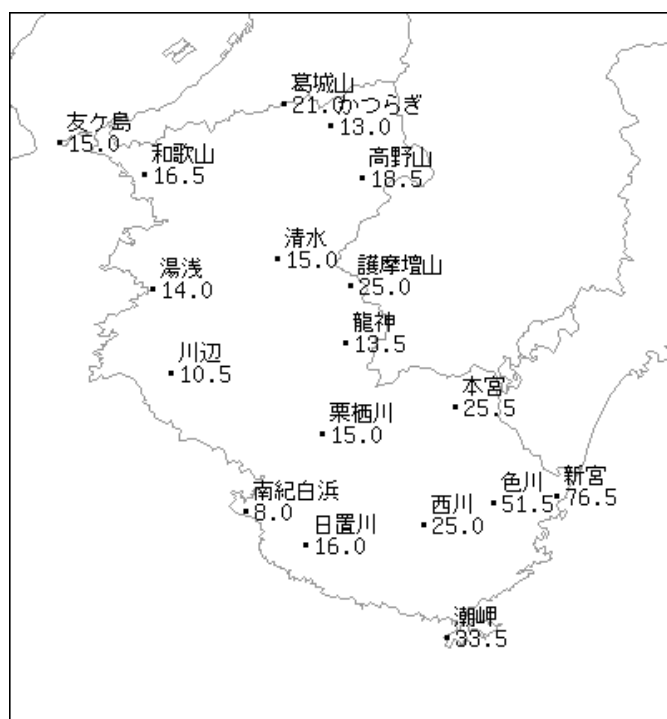 葛城山
21.0
かつらぎ
13.0
友ケ島
15.0
和歌山
16.5
高野山
18.5
清水
15.0
護摩壇山
25.0
湯浅
14.0
龍神
13.5
川辺
10.5
本宮
25.5
栗栖川
15.0
南紀白浜
8.0
日置川
16.0
西川
25.0
色川
51.5
新宮
76.5
潮岬
33.5